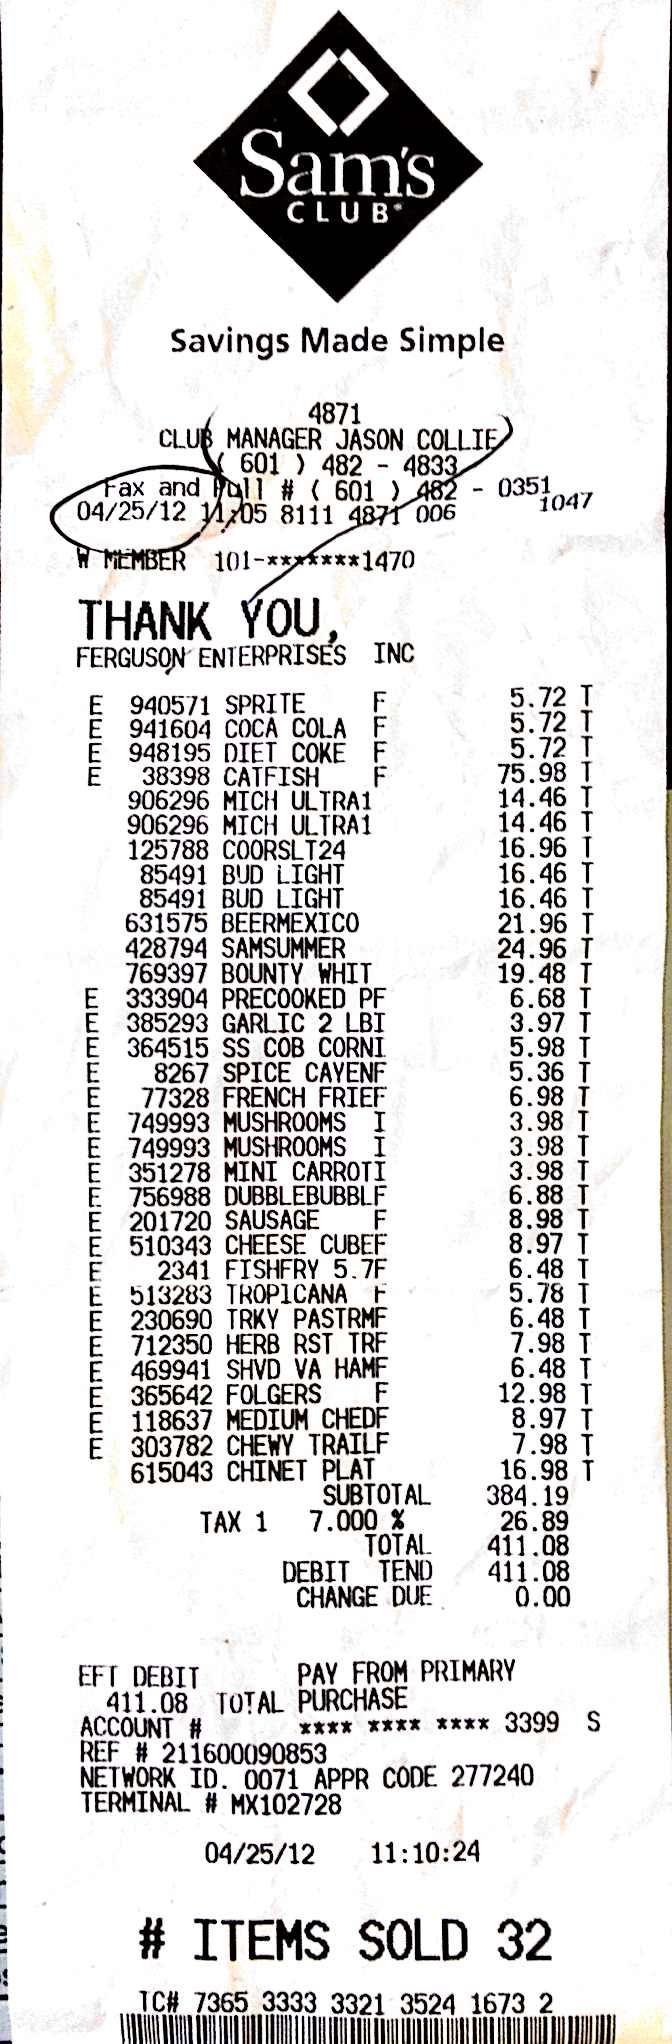 Sam's
CLUB
Savings Made Simple
4871
CLUB MANAGER JASON COLLIE
( 601 ) 482 - 4833
Fax and Pull # ( 601 ) 482 - 0351
04/25/12 11:05 8111 4871 006 1047
W MEMBER 101-*******1470
THANK YOU,
FERGUSON ENTERPRISES INC
E 940571 SPRITE F 5.72 T
E 941604 COCA COLA F 5.72 T
E 948195 DIET COKE F 5.72 T
E 38398 CATFISH F 75.98 T
906296 MICH ULTRA1 14.46 T
906296 MICH ULTRA1 14.46 T
125788 COORSLT24 16.96 T
85491 BUD LIGHT 16.46 T
85491 BUD LIGHT 16.46 T
631575 BEERMEXICO 21.96 T
428794 SAMSUMMER 24.96 T
769397 BOUNTY WHIT 19.48 T
E 333904 PRECOOKED PF 6.68 T
E 385293 GARLIC 2 LBI 3.97 T
E 364515 SS COB CORNI 5.98 T
E 8267 SPICE CAYENF 5.36 T
E 77328 FRENCH FRIEF 6.98 T
E 749993 MUSHROOMS I 3.98 T
E 749993 MUSHROOMS I 3.98 T
E 351278 MINI CARROTI 3.98 T
E 756988 DUBBLEBUBBLF 6.88 T
E 201720 SAUSAGE F 8.98 T
E 510343 CHEESE CUBEF 8.97 T
E 2341 FISHFRY 5.7F 6.48 T
E 513283 TROPICANA F 5.78 T
E 230690 TRKY PASTRMF 6.48 T
E 712350 HERB RST TRF 7.98 T
E 469941 SHVD VA HAMF 6.48 T
E 365642 FOLGERS F 12.98 T
E 118637 MEDIUM CHEDF 8.97 T
E 303782 CHEWY TRAILF 7.98 T
615043 CHINET PLAT 16.98 T
SUBTOTAL 384.19
TAX 1 7.000 % 26.89
TOTAL 411.08
DEBIT TEND 411.08
CHANGE DUE 0.00
EFT DEBIT PAY FROM PRIMARY
411.08 TOTAL PURCHASE
ACCOUNT # **** **** **** 3399 S
REF # 211600090853
NETWORK ID. 0071 APPR CODE 277240
TERMINAL # MX102728
04/25/12 11:10:24
# ITEMS SOLD 32
TC# 7365 3333 3321 3524 1673 2